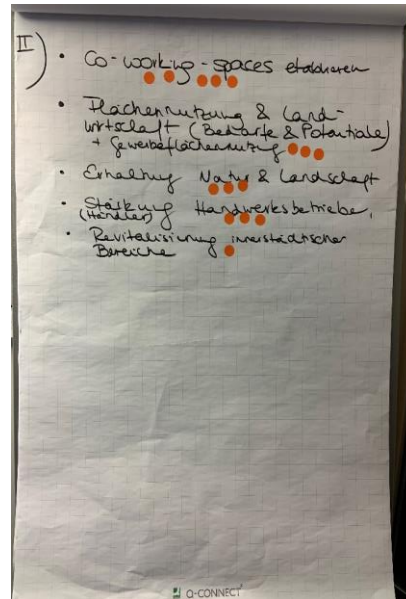 II)
• Co-working-spaces etablieren
• Flächennutzung & Land-
wirtschaft (Bedarfe & Potentiale)
+ Gewerbeflächennutzung
• Erhaltung Natur & Landschaft
• Stärkung Handwerksbetriebe,
(Händler)
• Revitalisierung innerstädtischer
Bereiche
Q-CONNECT